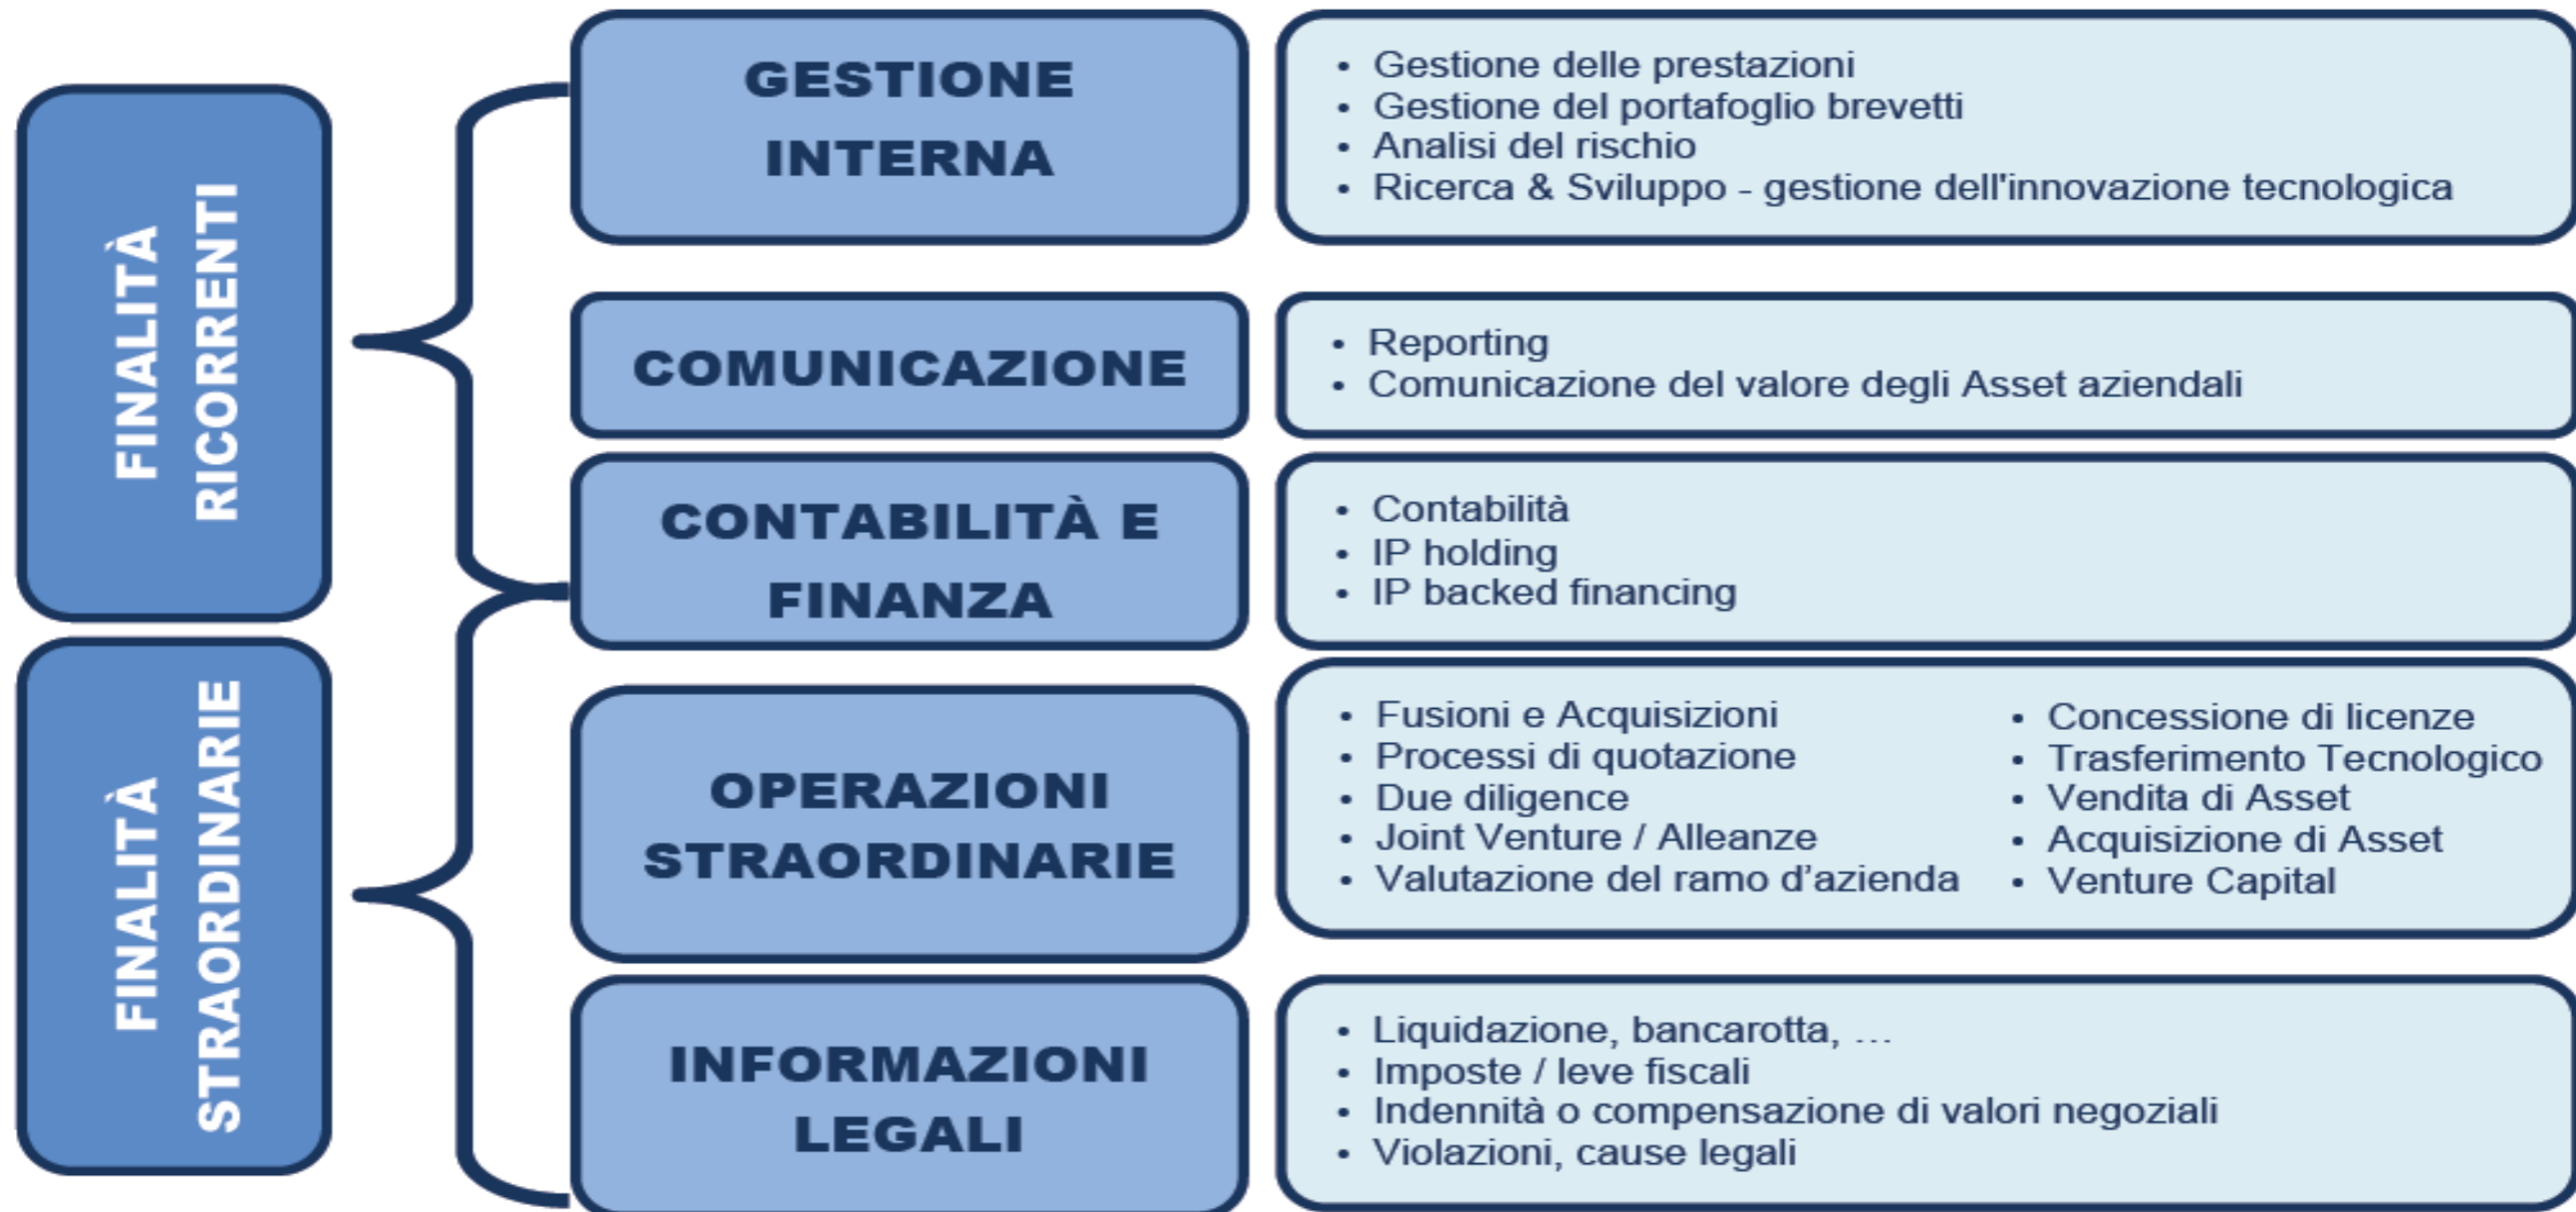 FINALITÀ
RICORRENTI
GESTIONE
INTERNA
• Gestione delle prestazioni
• Gestione del portafoglio brevetti
• Analisi del rischio
• Ricerca & Sviluppo - gestione dell'innovazione tecnologica
COMUNICAZIONE
• Reporting
• Comunicazione del valore degli Asset aziendali
CONTABILITÀ E
FINANZA
• Contabilità
• IP holding
• IP backed financing
FINALITÀ
STRAORDINARIE
OPERAZIONI
STRAORDINARIE
• Fusioni e Acquisizioni
• Processi di quotazione
• Due diligence
• Joint Venture / Alleanze
• Valutazione del ramo d’azienda
• Concessione di licenze
• Trasferimento Tecnologico
• Vendita di Asset
• Acquisizione di Asset
• Venture Capital
INFORMAZIONI
LEGALI
• Liquidazione, bancarotta, ...
• Imposte / leve fiscali
• Indennità o compensazione di valori negoziali
• Violazioni, cause legali